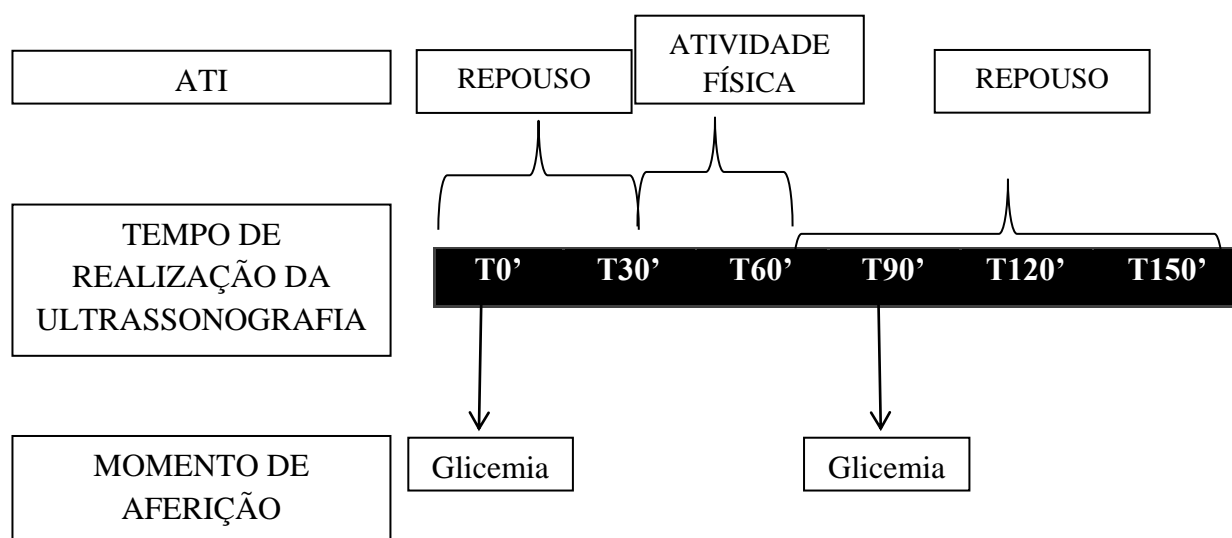 ATI
REPOUSO
ATIVIDADE
FÍSICA
REPOUSO
TEMPO DE
REALIZAÇÃO DA
ULTRASSONOGRAFIA
T0’ T30’ T60’ T90’ T120’ T150’
MOMENTO DE
AFERIÇÃO
Glicemia
Glicemia